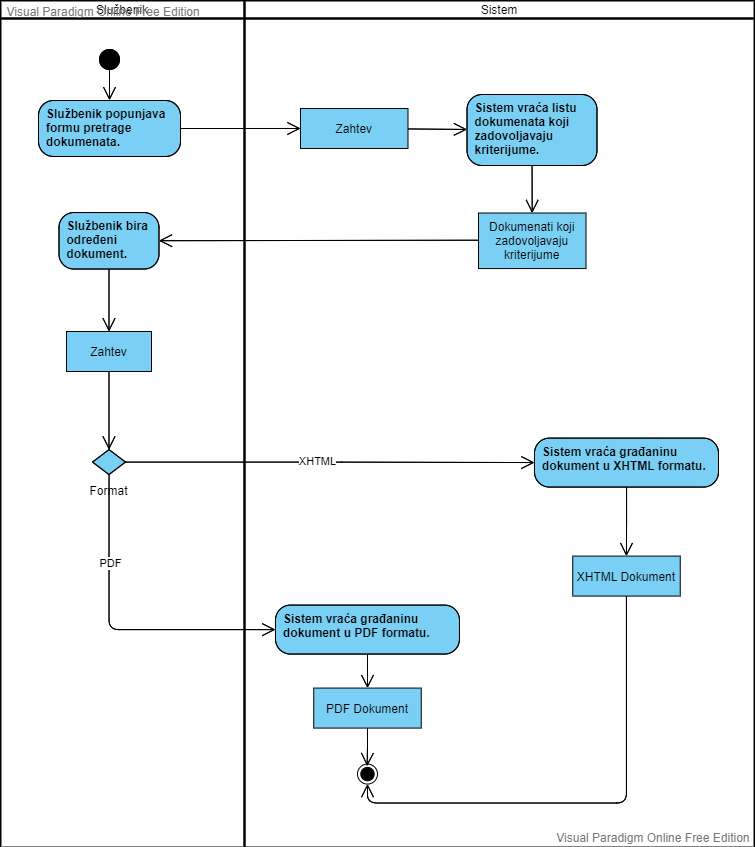 Visual Paradigm Online Free Edition
Službenik
Sistem
Službenik popunjava
formu pretrage
dokumenata.
Zahtev
Sistem vraća listu
dokumenata koji
zadovoljavaju
kriterijume.
Službenik bira
određeni
dokument.
Dokumenati koji
zadovoljavaju
kriterijume
Zahtev
Format
XHTML
Sistem vraća građaninu
dokument u XHTML formatu.
PDF
XHTML Dokument
Sistem vraća građaninu
dokument u PDF formatu.
PDF Dokument
Visual Paradigm Online Free Edition